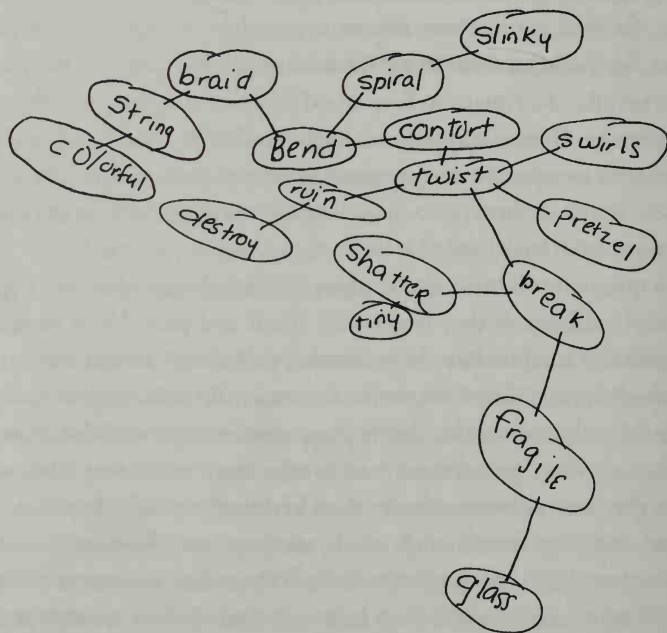 Slinky
braid
spiral
String
contort
Colorful
Bend
swirls
twist
ruin
destroy
pretzel
Shatter
break
tiny
fragile
glass